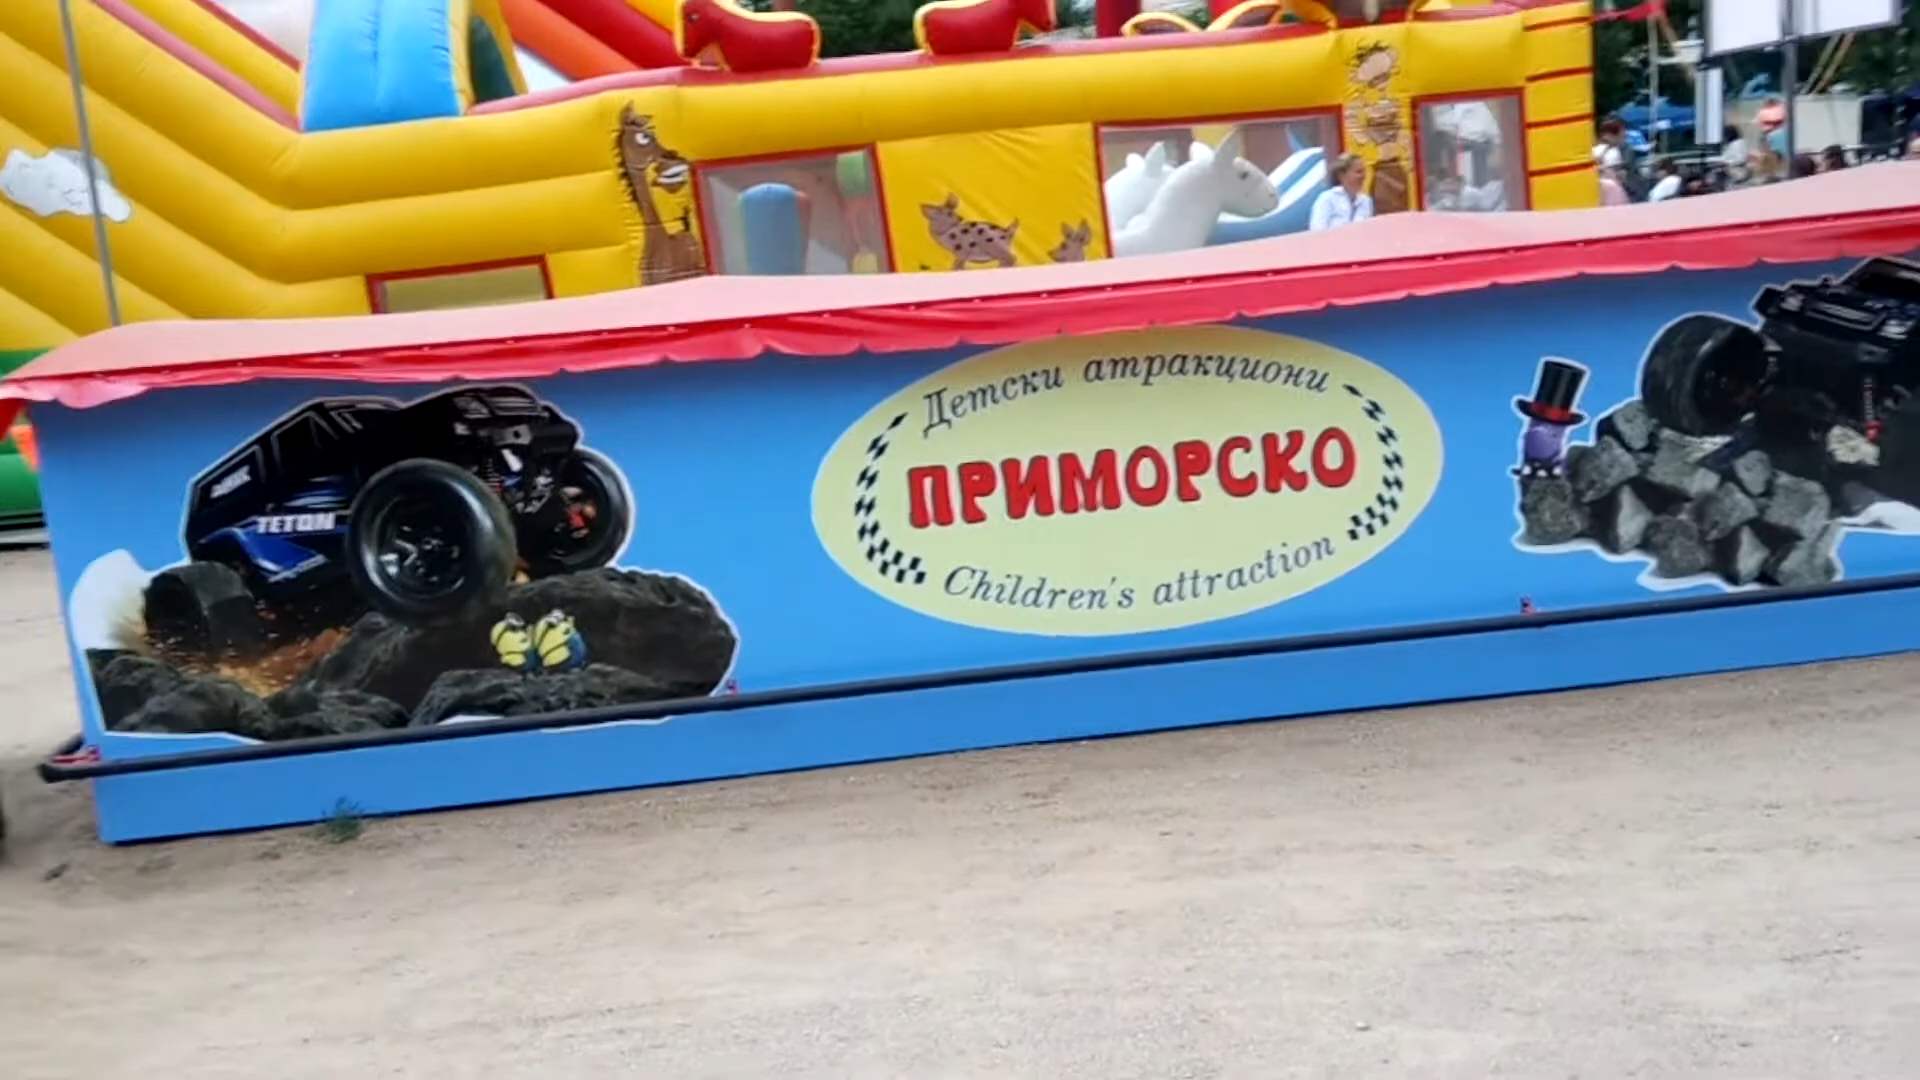 Детски атракциони
ПРИМОРСКО
Children's attraction
TETON